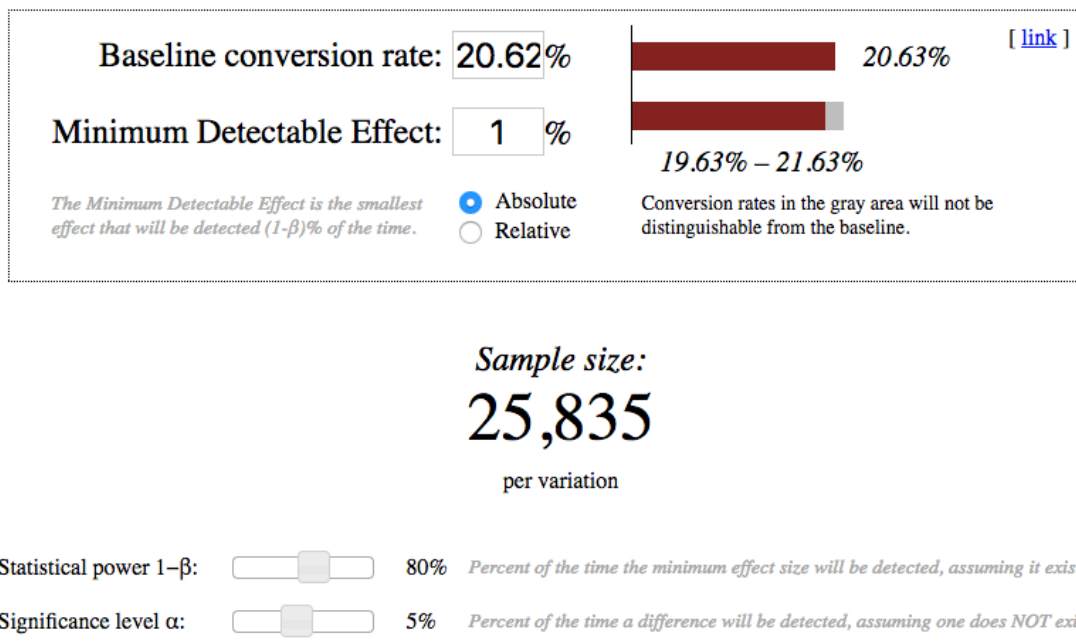 Baseline conversion rate: 20.62%
20.63%
[ link ]
Minimum Detectable Effect: 1 %
19.63% – 21.63%
The Minimum Detectable Effect is the smallest
effect that will be detected (1-β)% of the time.
Absolute
Relative
Conversion rates in the gray area will not be
distinguishable from the baseline.
Sample size:
25,835
per variation
Statistical power 1−β: 80% Percent of the time the minimum effect size will be detected, assuming it exis
Significance level α: 5% Percent of the time a difference will be detected, assuming one does NOT exi